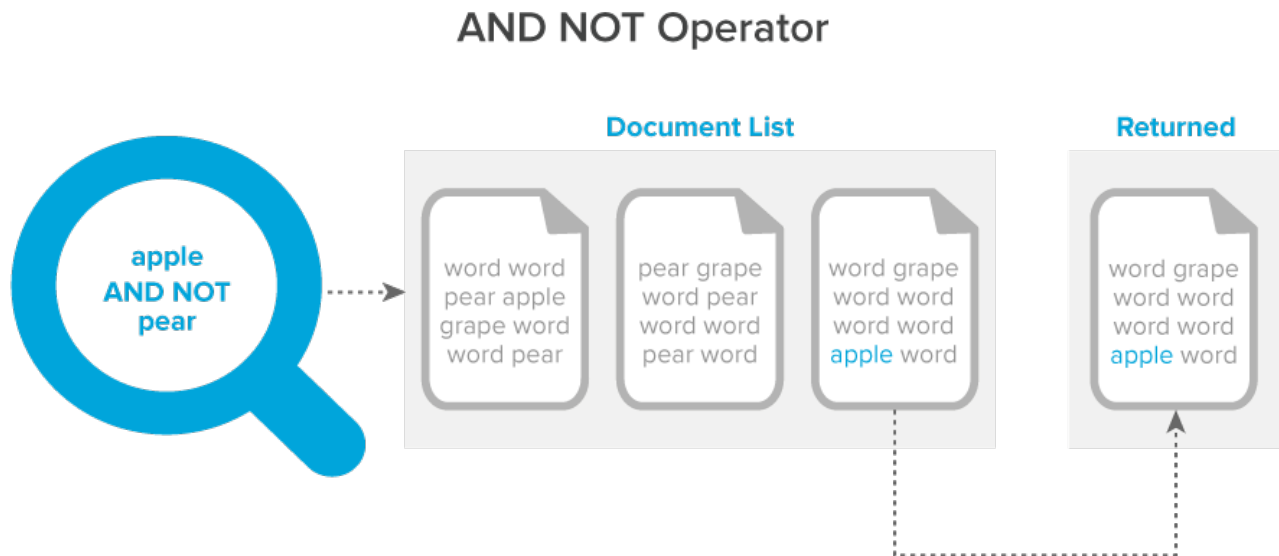 AND NOT Operator
Document List
Returned
apple
AND NOT
pear
word word
pear apple
grape word
word pear
pear grape
word pear
word word
pear word
word grape
word word
word word
apple word
word grape
word word
word word
apple word